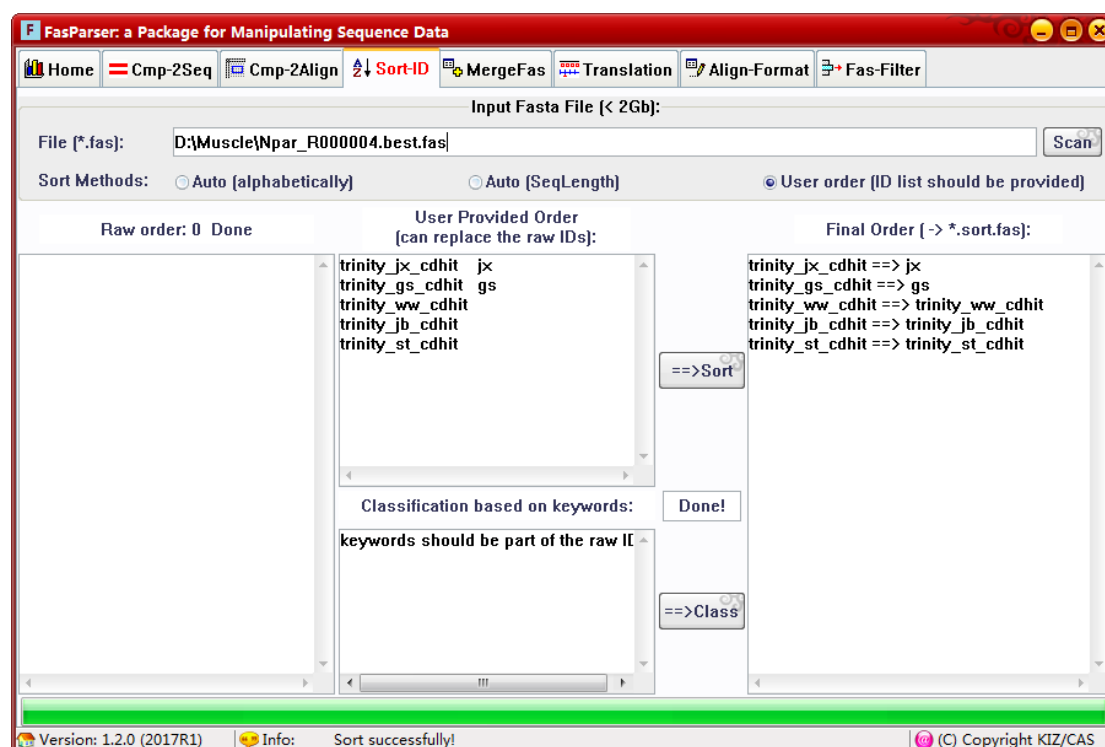 FasParser: a Package for Manipulating Sequence Data
Home Cmp-2Seq Cmp-2Align Sort-ID MergeFas Translation Align-Format Fas-Filter
Input Fasta File (< 2Gb):
File (*.fas): D:\Muscle\Npar_R000004.best.fas Scan
Sort Methods: Auto (alphabetically) Auto (SeqLength) User order (ID list should be provided)
Raw order: 0 Done
User Provided Order
(can replace the raw IDs):
Final Order ( -> *.sort.fas):
trinity_jx_cdhit jx
trinity_gs_cdhit gs
trinity_ww_cdhit
trinity_jb_cdhit
trinity_st_cdhit
==>Sort
trinity_jx_cdhit ==> jx
trinity_gs_cdhit ==> gs
trinity_ww_cdhit ==> trinity_ww_cdhit
trinity_jb_cdhit ==> trinity_jb_cdhit
trinity_st_cdhit ==> trinity_st_cdhit
Classification based on keywords: Done!
keywords should be part of the raw
==>Class
Version: 1.2.0 (2017R1) Info: Sort successfully! (C) Copyright KIZ/CAS